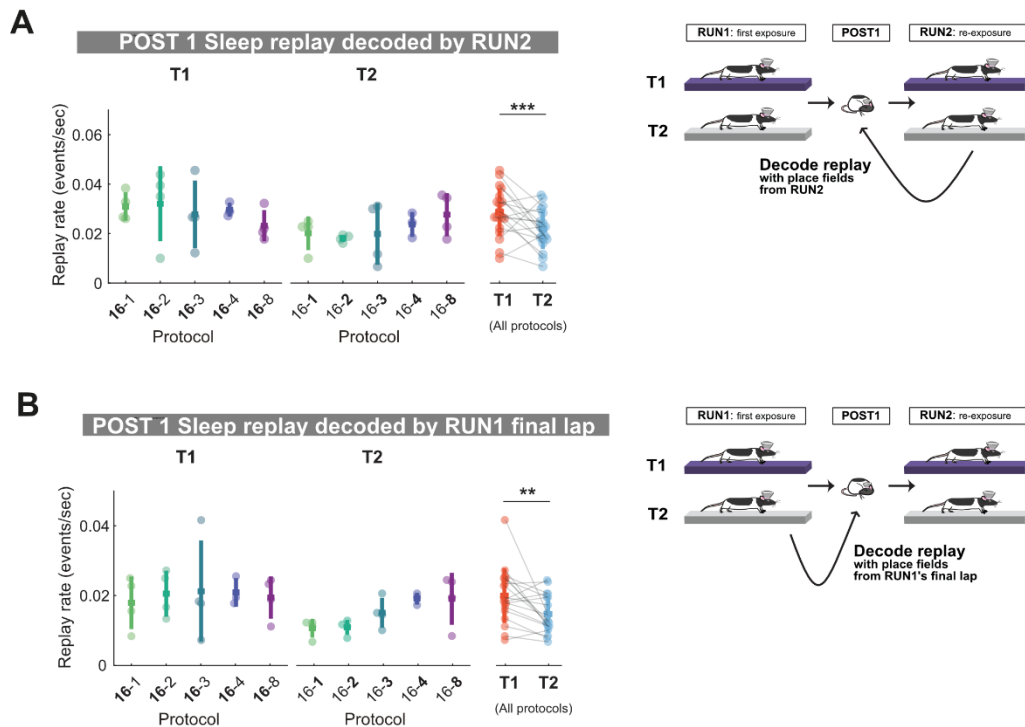 A
POST 1 Sleep replay decoded by RUN2
T1
T2
Replay rate (events/sec)
0.06
0.04
0.02
0
***
16-1
16-2
16-3
16-4
16-8
Protocol
16-1
16-2
16-3
16-4
16-8
Protocol
T1
T2
(All protocols)
RUN1: first exposure
POST1
RUN2: re-exposure
T1
T2
Decode replay
with place fields
from RUN2
B
POST 1 Sleep replay decoded by RUN1 final lap
T1
T2
Replay rate (events/sec)
0.04
0.02
0
**
16-1
16-2
16-3
16-4
16-8
Protocol
16-1
16-2
16-3
16-4
16-8
Protocol
T1
T2
(All protocols)
RUN1: first exposure
POST1
RUN2: re-exposure
T1
T2
Decode replay
with place fields
from RUN1's final lap